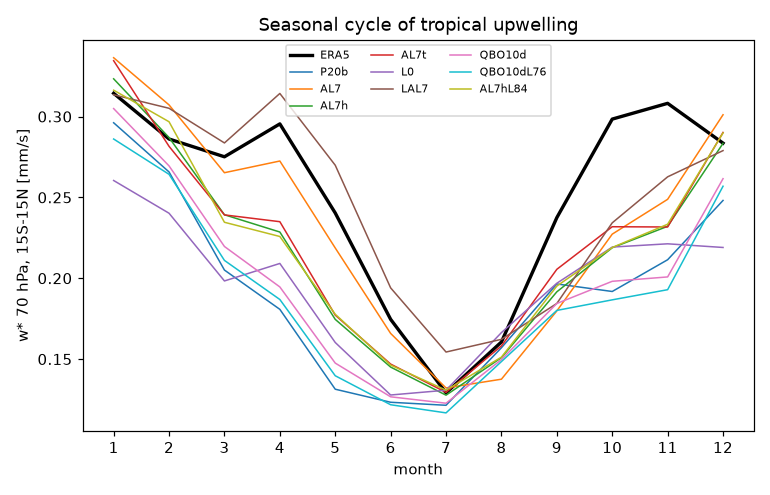 Seasonal cycle of tropical upwelling
ERA5
P20b
AL7
AL7h
AL7t
L0
LAL7
QBO10d
QBO10dL76
AL7hL84
w* 70 hPa, 15S-15N [mm/s]
0.30
0.25
0.20
0.15
1 2 3 4 5 6 7 8 9 10 11 12
month